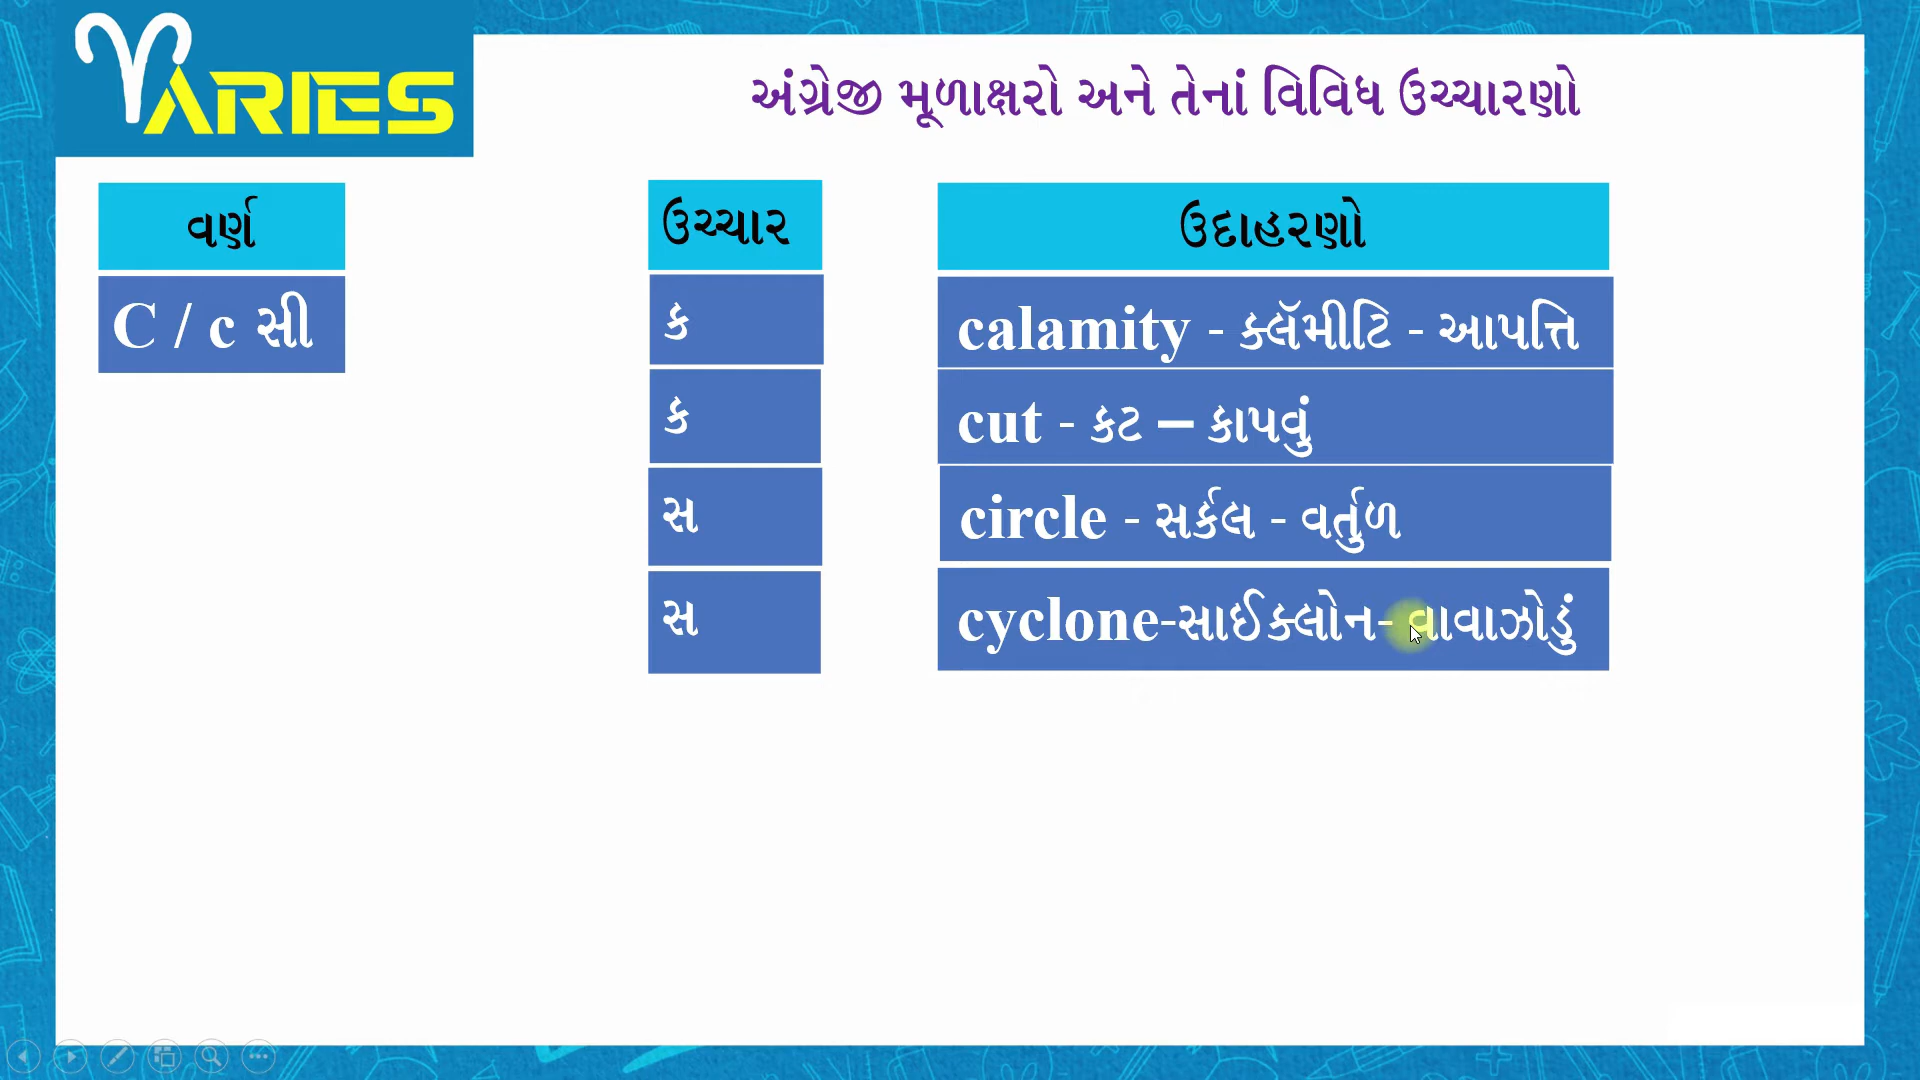 ARIES
અંગ્રેજી મૂળાક્ષરો અને તેનાં વિવિધ ઉચ્ચારણો
વર્ણ ઉચ્ચાર ઉદાહરણો
C / c સી ક calamity - ક્લૅમીટિ - આપત્તિ
ક cut - કટ – કાપવું
સ circle - સર્કલ - વર્તુળ
સ cyclone-સાઈક્લોન- વાવાઝોડું